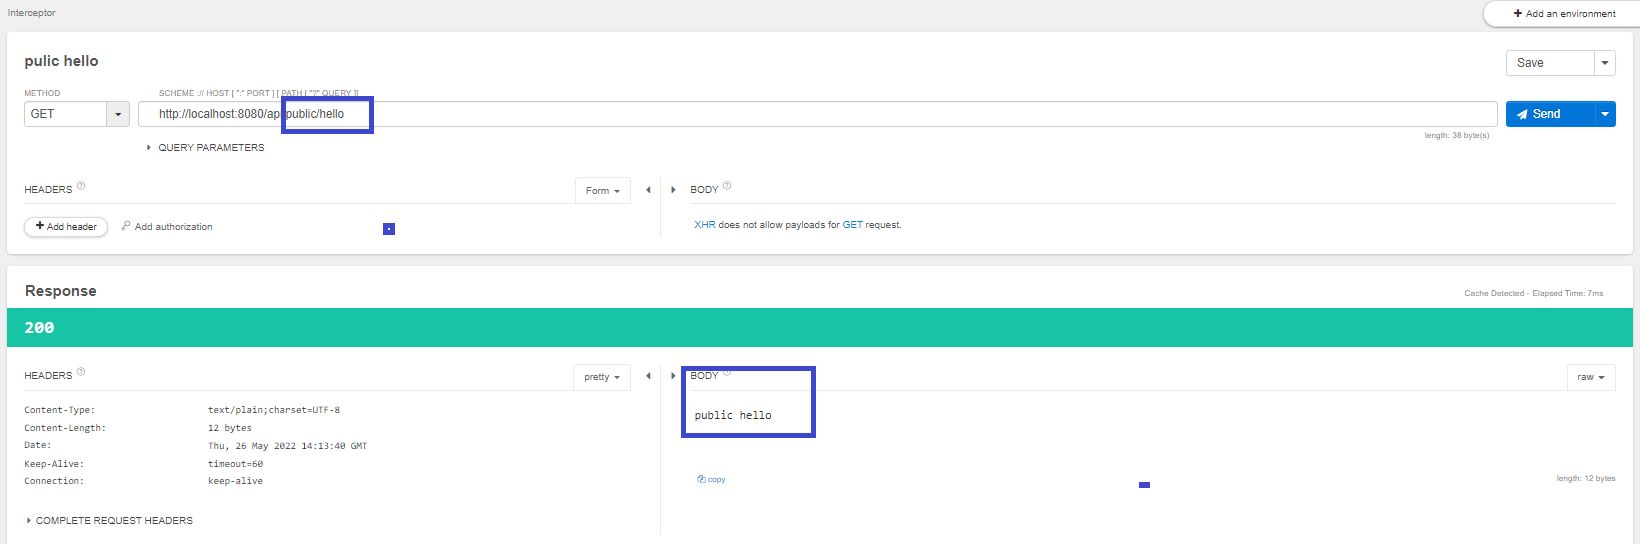 Interceptor
Add an environment
pulic hello
Save
METHOD
SCHEME :// HOST [ ":" PORT ] [ PATH [ "?" QUERY ]]
GET
http://localhost:8080/api/public/hello
Send
length: 38 byte(s)
QUERY PARAMETERS
HEADERS
Form
BODY
Add header
Add authorization
XHR does not allow payloads for GET request.
Response
Cache Detected - Elapsed Time: 7ms
200
HEADERS
pretty
BODY
raw
Content-Type: text/plain;charset=UTF-8
Content-Length: 12 bytes
Date: Thu, 26 May 2022 14:13:40 GMT
Keep-Alive: timeout=60
Connection: keep-alive
public hello
copy
length: 12 bytes
COMPLETE REQUEST HEADERS